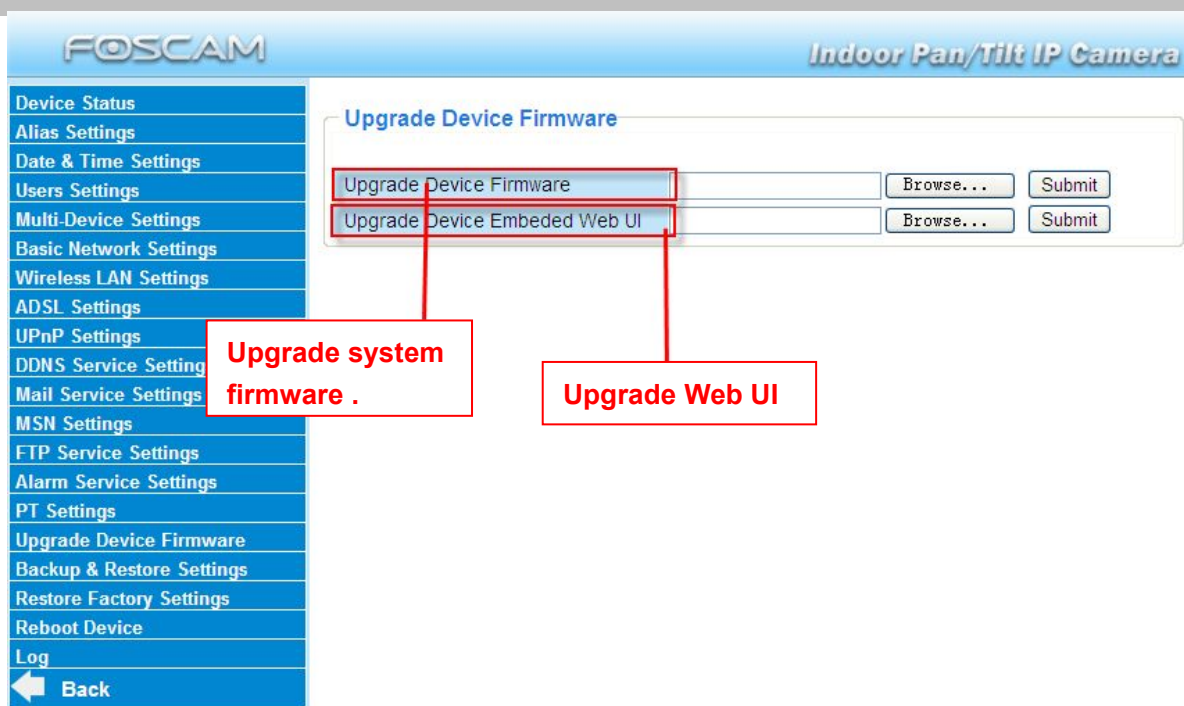 FOSCAM
Indoor Pan/Tilt IP Camera
Device Status
Alias Settings
Date & Time Settings
Users Settings
Multi-Device Settings
Basic Network Settings
Wireless LAN Settings
ADSL Settings
UPnP Settings
DDNS Service Setting
Mail Service Settings
MSN Settings
FTP Service Settings
Alarm Service Settings
PT Settings
Upgrade Device Firmware
Backup & Restore Settings
Restore Factory Settings
Reboot Device
Log
Back
Upgrade Device Firmware
Upgrade Device Firmware Browse... Submit
Upgrade Device Embeded Web UI Browse... Submit
Upgrade system
firmware .
Upgrade Web UI